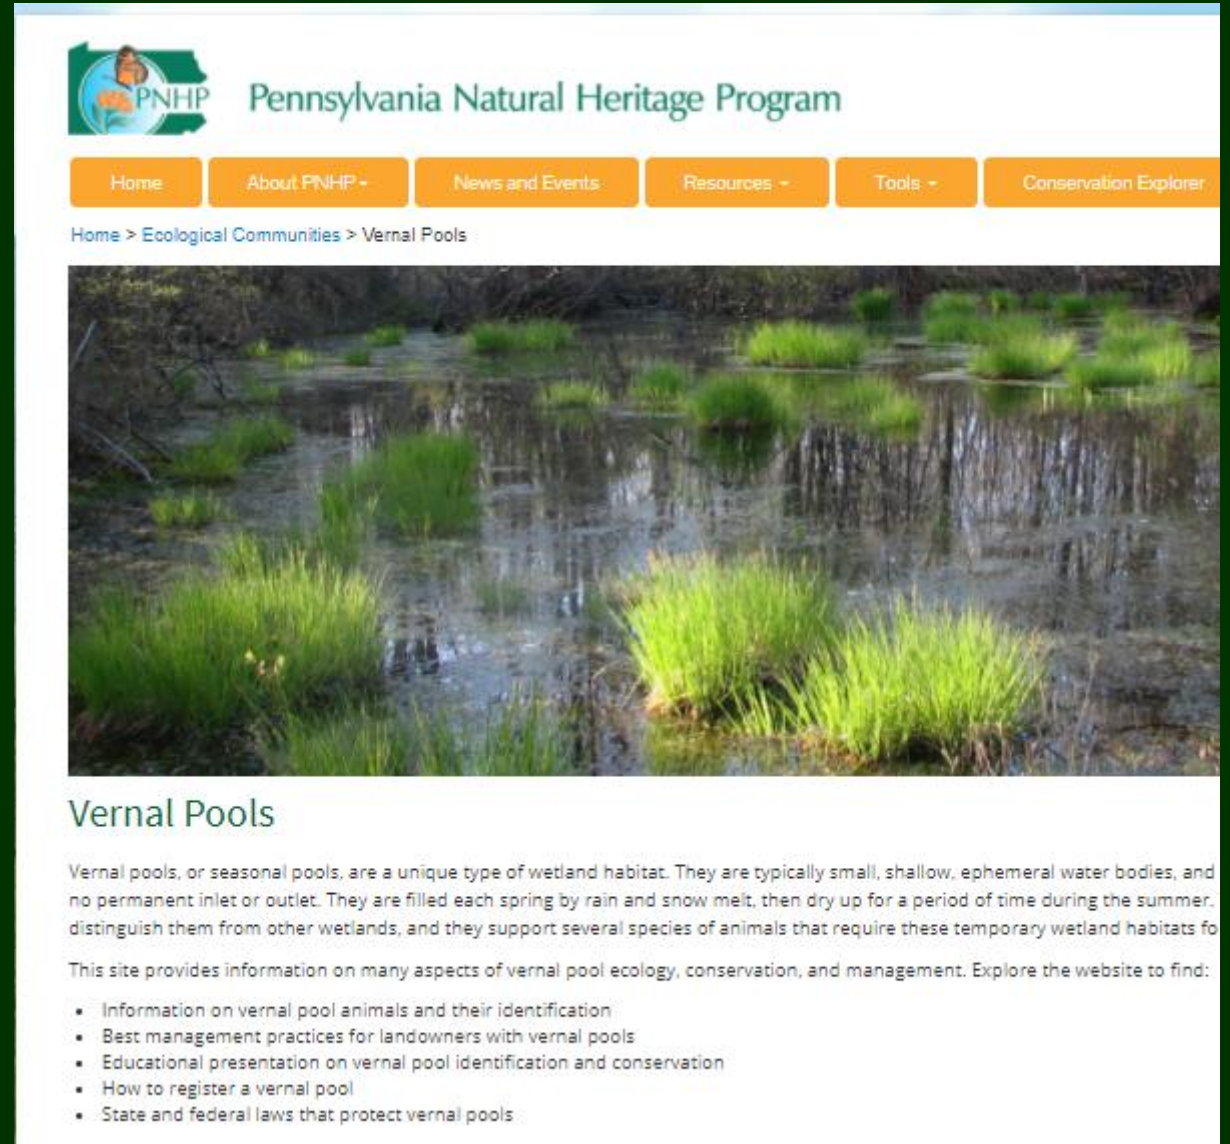 PNHP
Pennsylvania Natural Heritage Program
Home
About PNHP
News and Events
Resources
Tools
Conservation Explorer
Home > Ecological Communities > Vernal Pools
Vernal Pools
Vernal pools, or seasonal pools, are a unique type of wetland habitat. They are typically small, shallow, ephemeral water bodies, and
no permanent inlet or outlet. They are filled each spring by rain and snow melt, then dry up for a period of time during the summer.
distinguish them from other wetlands, and they support several species of animals that require these temporary wetland habitats fo
This site provides information on many aspects of vernal pool ecology, conservation, and management. Explore the website to find:
• Information on vernal pool animals and their identification
• Best management practices for landowners with vernal pools
• Educational presentation on vernal pool identification and conservation
• How to register a vernal pool
• State and federal laws that protect vernal pools